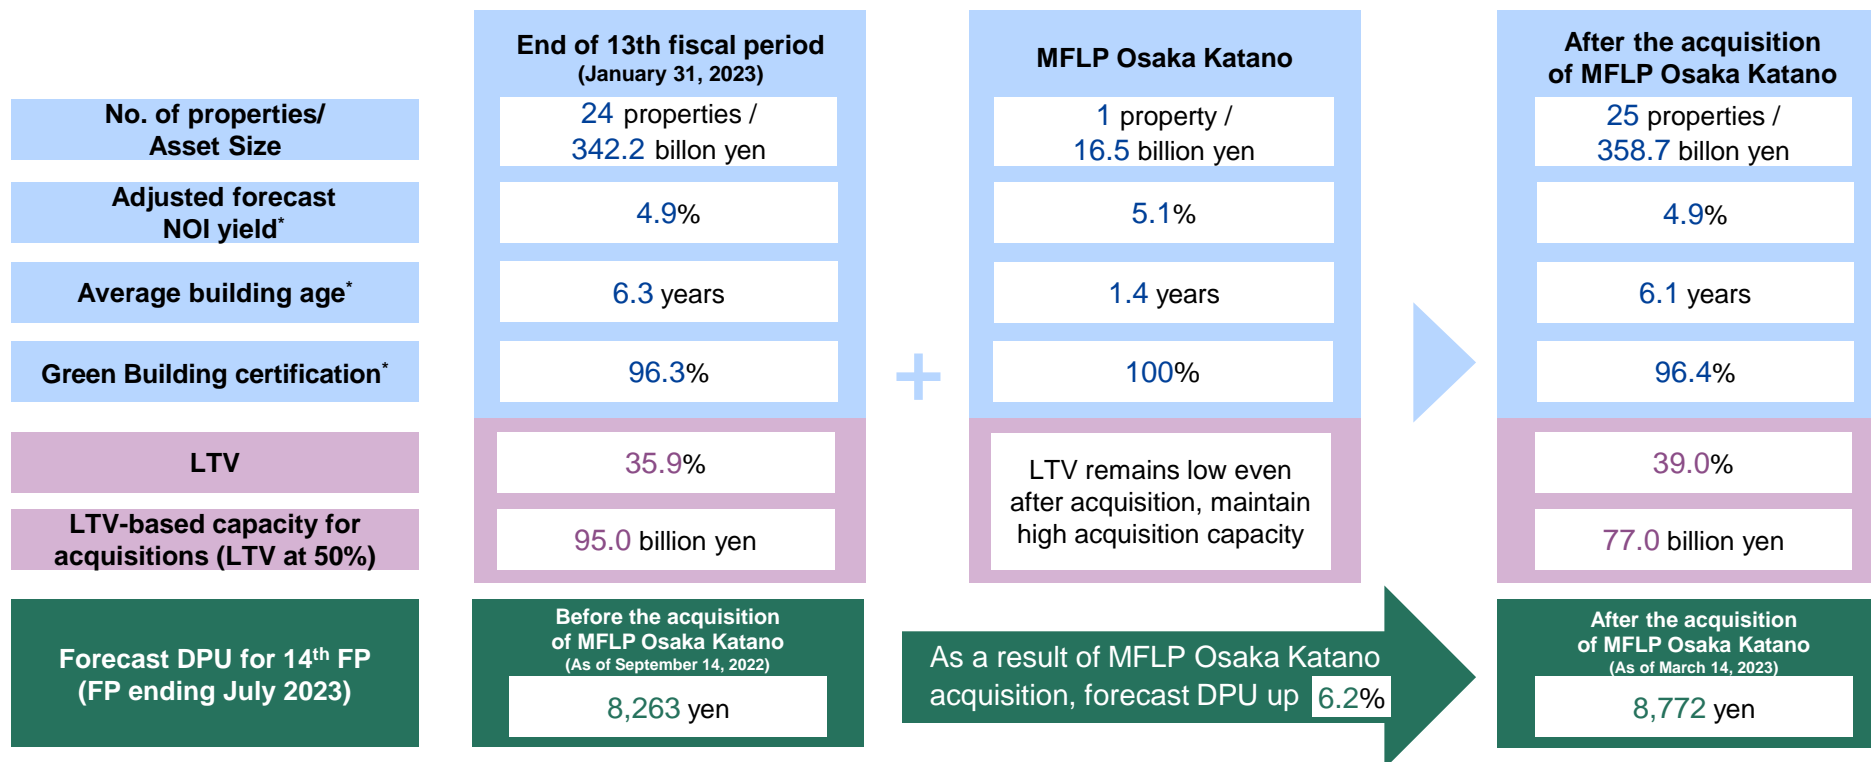 End of 13th fiscal period
(January 31, 2023)
MFLP Osaka Katano
After the acquisition
of MFLP Osaka Katano
No. of properties/
Asset Size
24 properties /
342.2 billon yen
1 property /
16.5 billion yen
25 properties /
358.7 billon yen
Adjusted forecast
NOI yield*
4.9%
5.1%
4.9%
Average building age*
6.3 years
1.4 years
6.1 years
Green Building certification*
96.3%
+
100%
96.4%
LTV
35.9%
LTV remains low even
after acquisition, maintain
high acquisition capacity
39.0%
LTV-based capacity for
acquisitions (LTV at 50%)
95.0 billion yen
77.0 billion yen
Forecast DPU for 14th FP
(FP ending July 2023)
Before the acquisition
of MFLP Osaka Katano
(As of September 14, 2022)
8,263 yen
As a result of MFLP Osaka Katano
acquisition, forecast DPU up 6.2%
After the acquisition
of MFLP Osaka Katano
(As of March 14, 2023)
8,772 yen